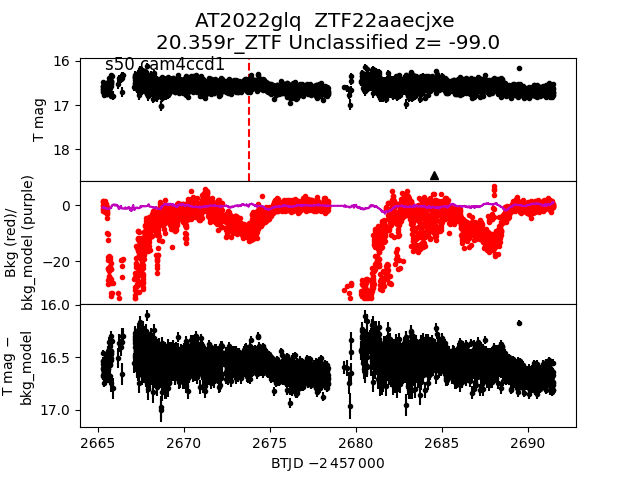 AT2022glq  ZTF22aaecjxe
20.359r_ZTF Unclassified z= -99.0
s50 cam4ccd1
16
17
18
T mag
0
−20
Bkg (red)/
bkg_model (purple)
16.0
16.5
17.0
T mag −
bkg_model
2665
2670
2675
2680
2685
2690
BTJD −2 457 000